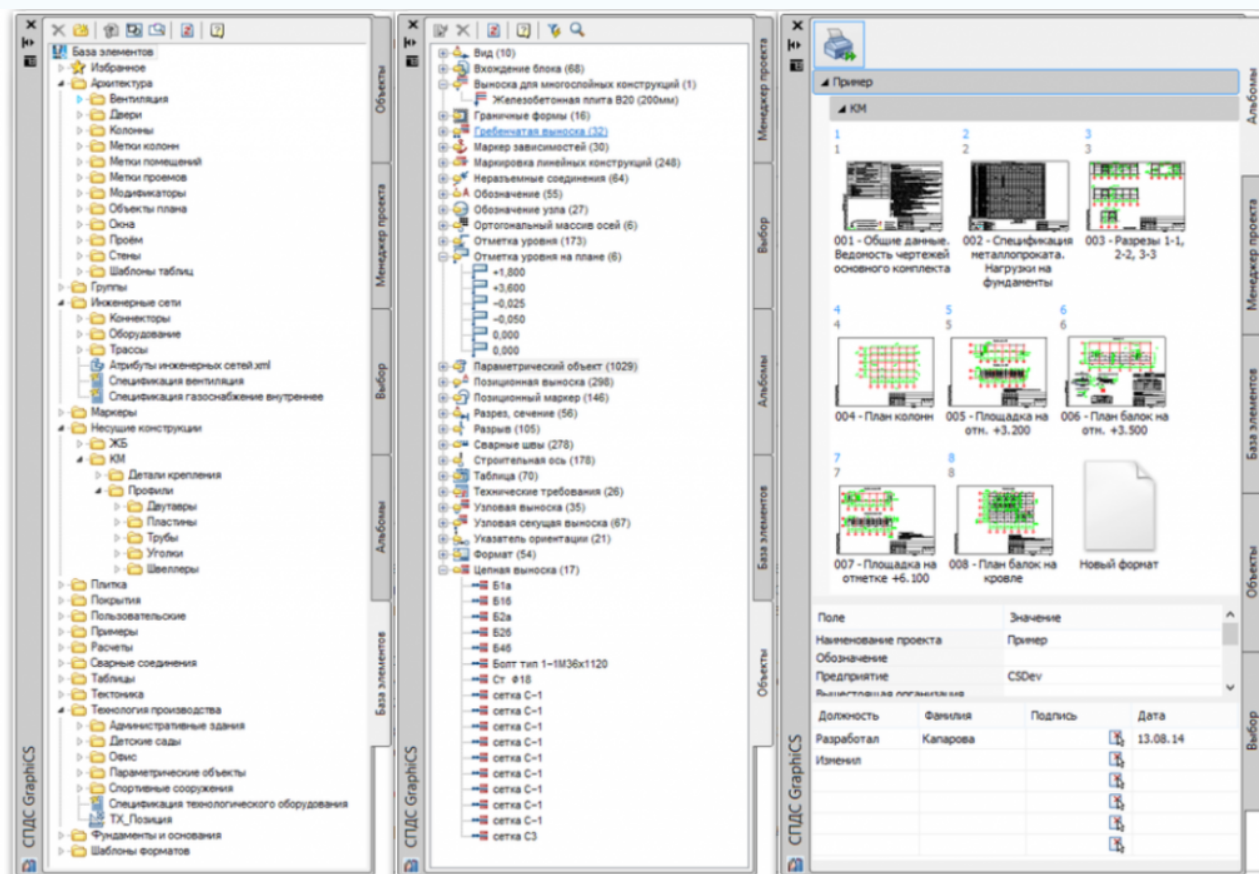 База элементов
Избранное
Архитектура
Вентиляция
Двери
Колонны
Метки колонн
Метки помещений
Метки проемов
Модификаторы
Объекты плана
Окна
Проём
Стены
Шаблоны таблиц
Группы
Инженерные сети
Коннекторы
Оборудование
Трассы
Атрибуты инженерных сетей.xml
Спецификация вентиляция
Спецификация газоснабжение внутреннее
Маркеры
Несущие конструкции
ЖБ
КМ
Детали крепления
Профили
Двутавры
Пластины
Трубы
Уголки
Швеллеры
Плитка
Покрытия
Пользовательские
Примеры
Расчеты
Сварные соединения
Таблицы
Тектоника
Технология производства
Административные здания
Детские сады
Офис
Параметрические объекты
Спортивные сооружения
Спецификация технологического оборудования
ТХ_Позиция
Фундаменты и основания
Шаблоны форматов
СПДС GraphiCS
Объекты
Менеджер проекта
Выбор
Альбомы
База элементов
Вид (10)
Вхождение блока (68)
Выноска для многослойных конструкций (1)
Железобетонная плита В20 (200мм)
Граничные формы (16)
Гребенчатая выноска (32)
Маркер зависимостей (30)
Маркировка линейных конструкций (248)
Неразъемные соединения (64)
Обозначение (55)
Обозначение узла (27)
Ортогональный массив осей (6)
Отметка уровня (173)
Отметка уровня на плане (6)
+1,800
+3,600
-0,025
-0,050
0,000
0,000
Параметрический объект (1029)
Позиционная выноска (298)
Позиционный маркер (146)
Разрез, сечение (56)
Разрыв (105)
Сварные швы (278)
Строительная ось (178)
Таблица (70)
Технические требования (26)
Узловая выноска (35)
Узловая секущая выноска (67)
Указатель ориентации (21)
Формат (54)
Цепная выноска (17)
Б1а
Б1б
Б2а
Б2б
Б4б
Болт тип 1-1М36х1120
Ст Ø18
сетка С-1
сетка С-1
сетка С-1
сетка С-1
сетка С-1
сетка С-1
сетка С-1
сетка С-1
сетка С-1
сетка С3
СПДС GraphiCS
Менеджер проекта
Выбор
Альбомы
База элементов
Объекты
Пример
КМ
1 2 3
1 2 3
001 - Общие данные. Ведомость чертежей основного комплекта
002 - Спецификация металлопроката. Нагрузки на фундаменты
003 - Разрезы 1-1, 2-2, 3-3
4 5 6
4 5 6
004 - План колонн
005 - Площадка на отм. +3.200
006 - План балок на отм. +3.500
7 8
7 8
007 - Площадка на отметке +6.100
008 - План балок на кровле
Новый формат
Поле Значение
Наименование проекта Пример
Обозначение
Предприятие CSDev
Вышестоящая организация
Должность Фамилия Подпись Дата
Разработал Капарова 13.08.14
Изменил
СПДС GraphiCS
Альбомы
Менеджер проекта
База элементов
Объекты
Выбор